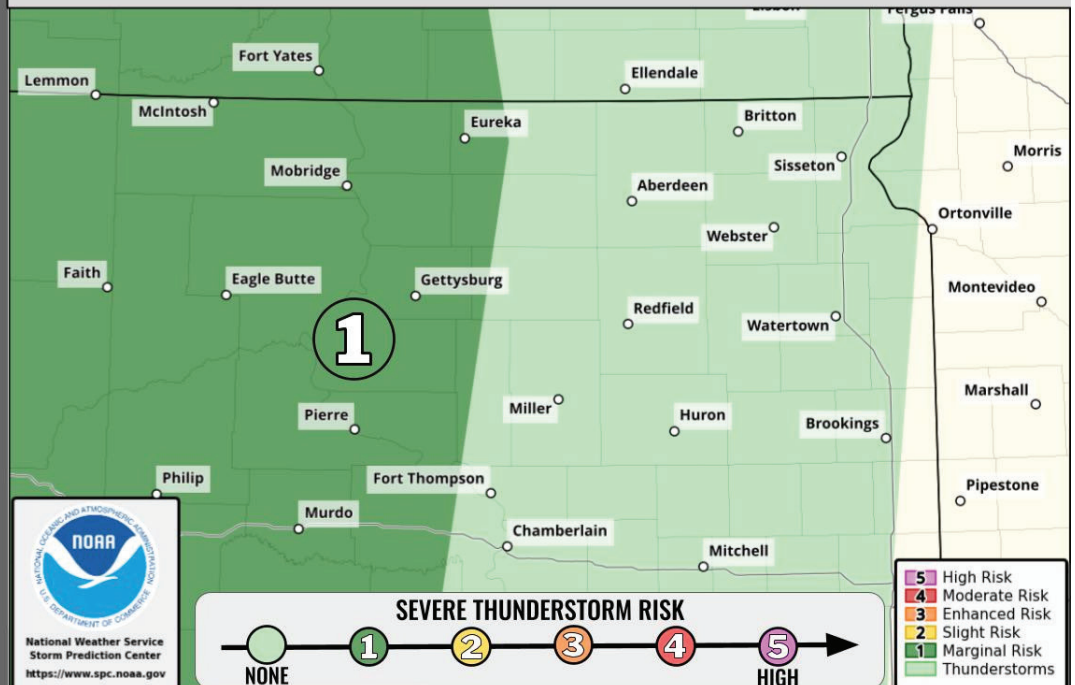 Lisbon
Fergus Falls
Fort Yates
Ellendale
Lemmon
McIntosh
Eureka
Britton
Morris
Sisseton
Mobridge
Aberdeen
Ortonville
Webster
Faith
Eagle Butte
Gettysburg
Montevideo
Redfield
Watertown
1
Marshall
Miller
Pierre
Huron
Brookings
Philip
Fort Thompson
Pipestone
Murdo
Chamberlain
Mitchell
NATIONAL OCEANIC AND ATMOSPHERIC ADMINISTRATION
NOAA
U.S. DEPARTMENT OF COMMERCE
National Weather Service
Storm Prediction Center
https://www.spc.noaa.gov
SEVERE THUNDERSTORM RISK
1 2 3 4 5
NONE HIGH
5 High Risk
4 Moderate Risk
3 Enhanced Risk
2 Slight Risk
1 Marginal Risk
Thunderstorms